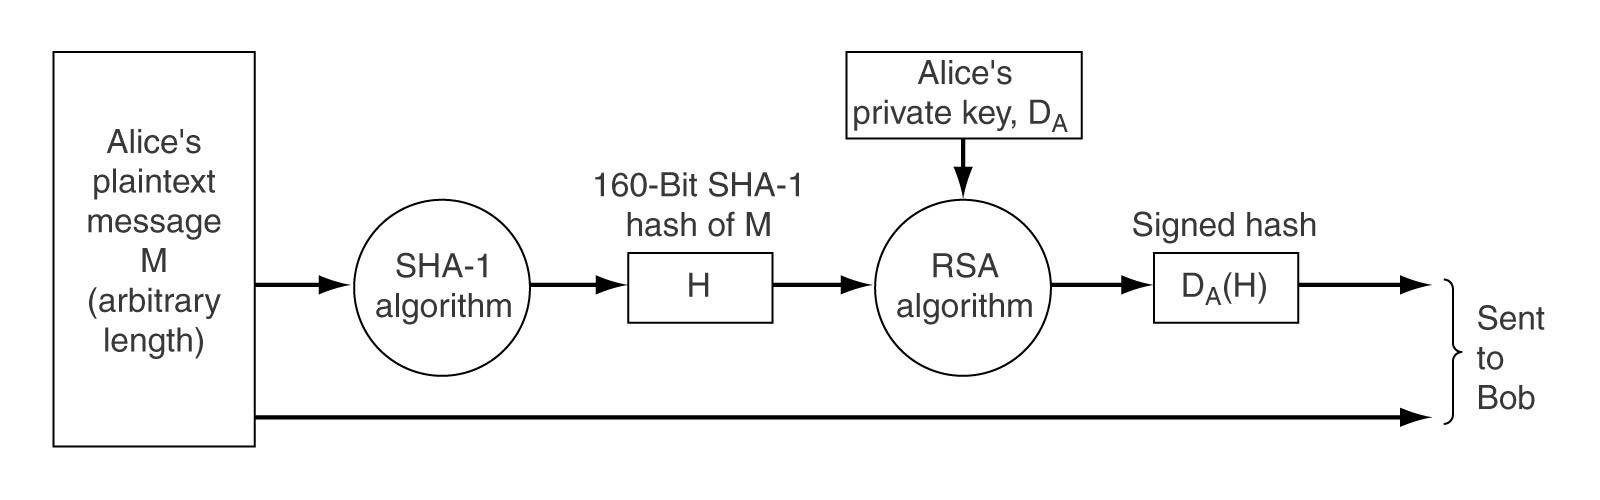 Alice's
plaintext
message
M
(arbitrary
length)
SHA-1
algorithm
160-Bit SHA-1
hash of M
H
Alice's
private key, D_A
RSA
algorithm
Signed hash
D_A(H)
Sent
to
Bob